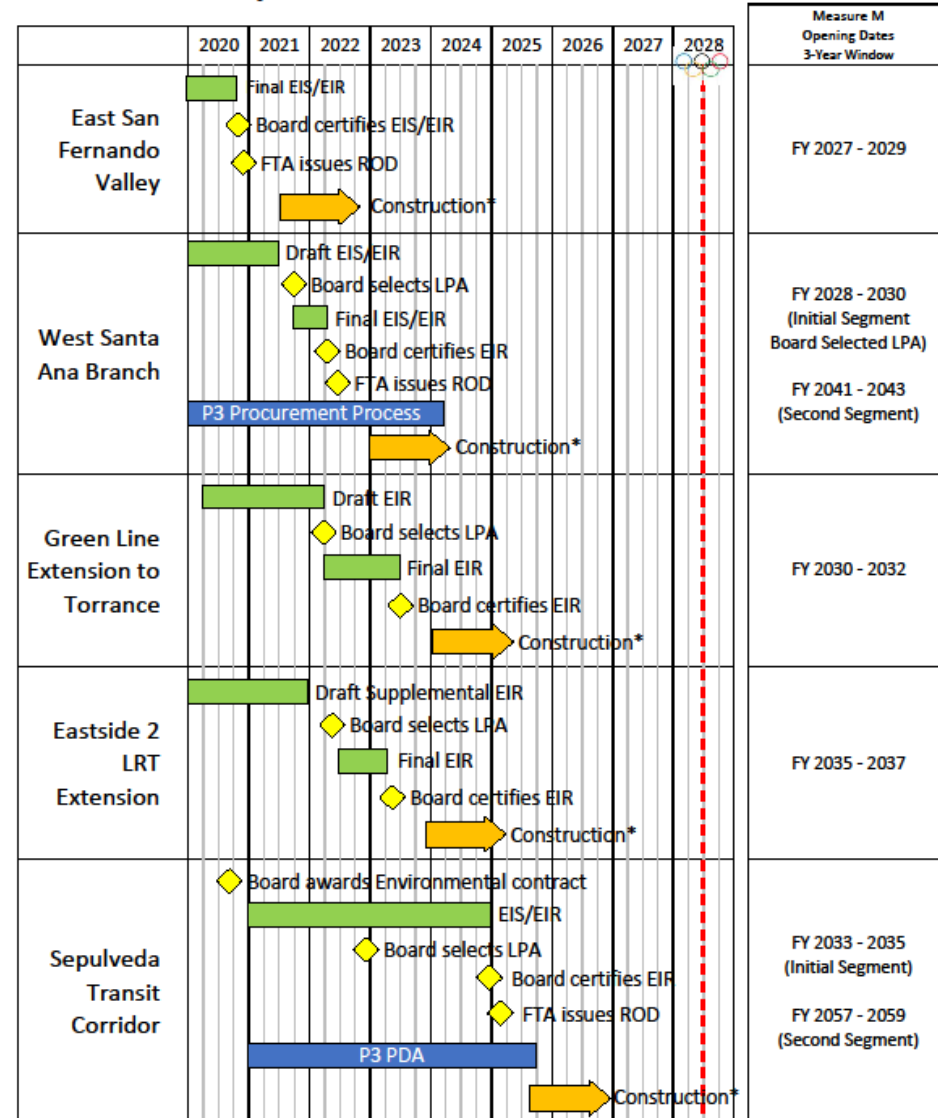 Measure M
Opening Dates
3-Year Window
2020 2021 2022 2023 2024 2025 2026 2027 2028
East San
Fernando
Valley
Final EIS/EIR
Board certifies EIS/EIR
FTA issues ROD
Construction*
FY 2027 - 2029
West Santa
Ana Branch
Draft EIS/EIR
Board selects LPA
Final EIS/EIR
Board certifies EIR
FTA issues ROD
P3 Procurement Process
Construction*
FY 2028 - 2030
(Initial Segment
Board Selected LPA)
FY 2041 - 2043
(Second Segment)
Green Line
Extension to
Torrance
Draft EIR
Board selects LPA
Final EIR
Board certifies EIR
Construction*
FY 2030 - 2032
Eastside 2
LRT
Extension
Draft Supplemental EIR
Board selects LPA
Final EIR
Board certifies EIR
Construction*
FY 2035 - 2037
Sepulveda
Transit
Corridor
Board awards Environmental contract
EIS/EIR
Board selects LPA
Board certifies EIR
FTA issues ROD
P3 PDA
Construction*
FY 2033 - 2035
(Initial Segment)
FY 2057 - 2059
(Second Segment)